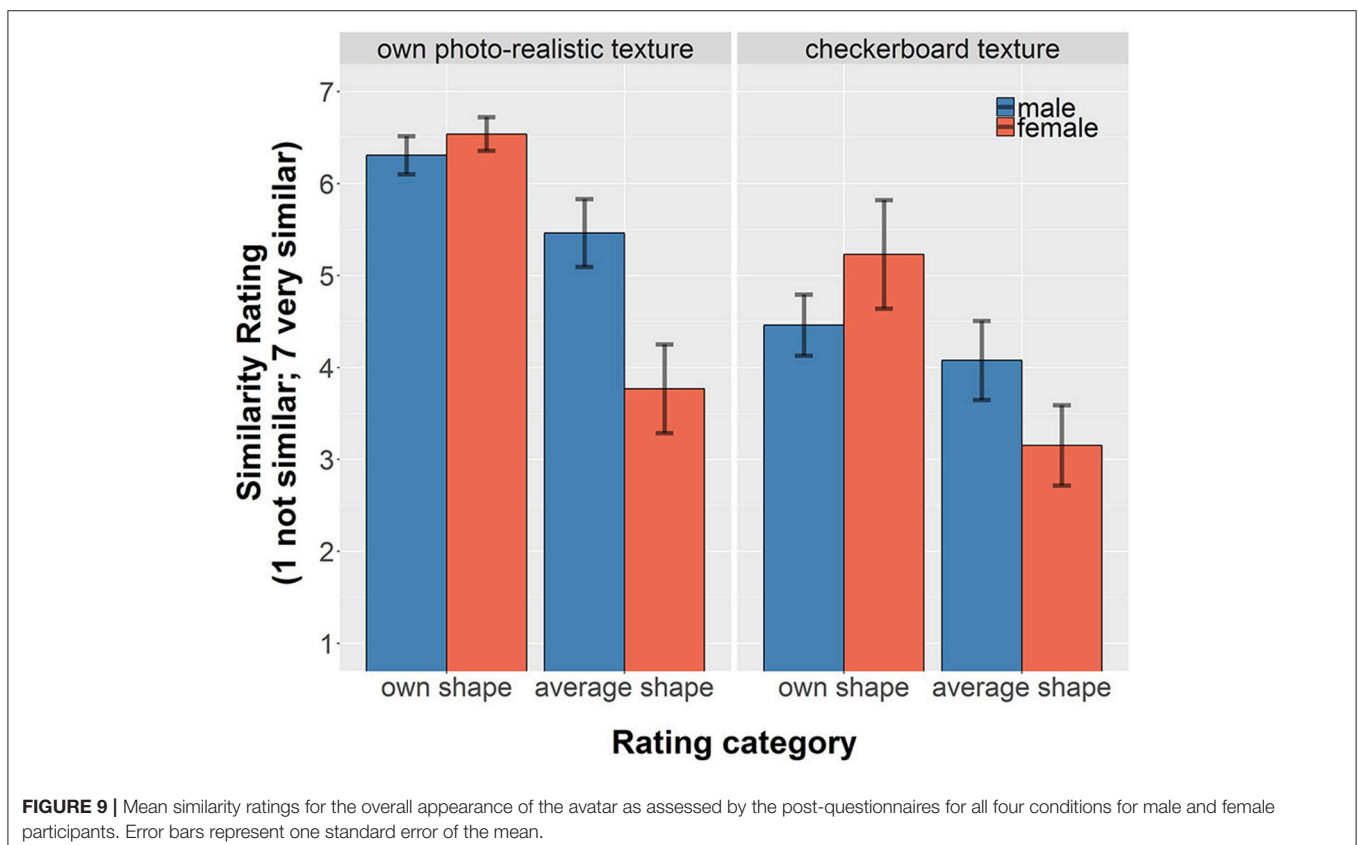 own photo-realistic texture
checkerboard texture
male
female
7
6
5
4
3
2
1
Similarity Rating
(1 not similar; 7 very similar)
own shape
average shape
own shape
average shape
Rating category
FIGURE 9 | Mean similarity ratings for the overall appearance of the avatar as assessed by the post-questionnaires for all four conditions for male and female
participants. Error bars represent one standard error of the mean.